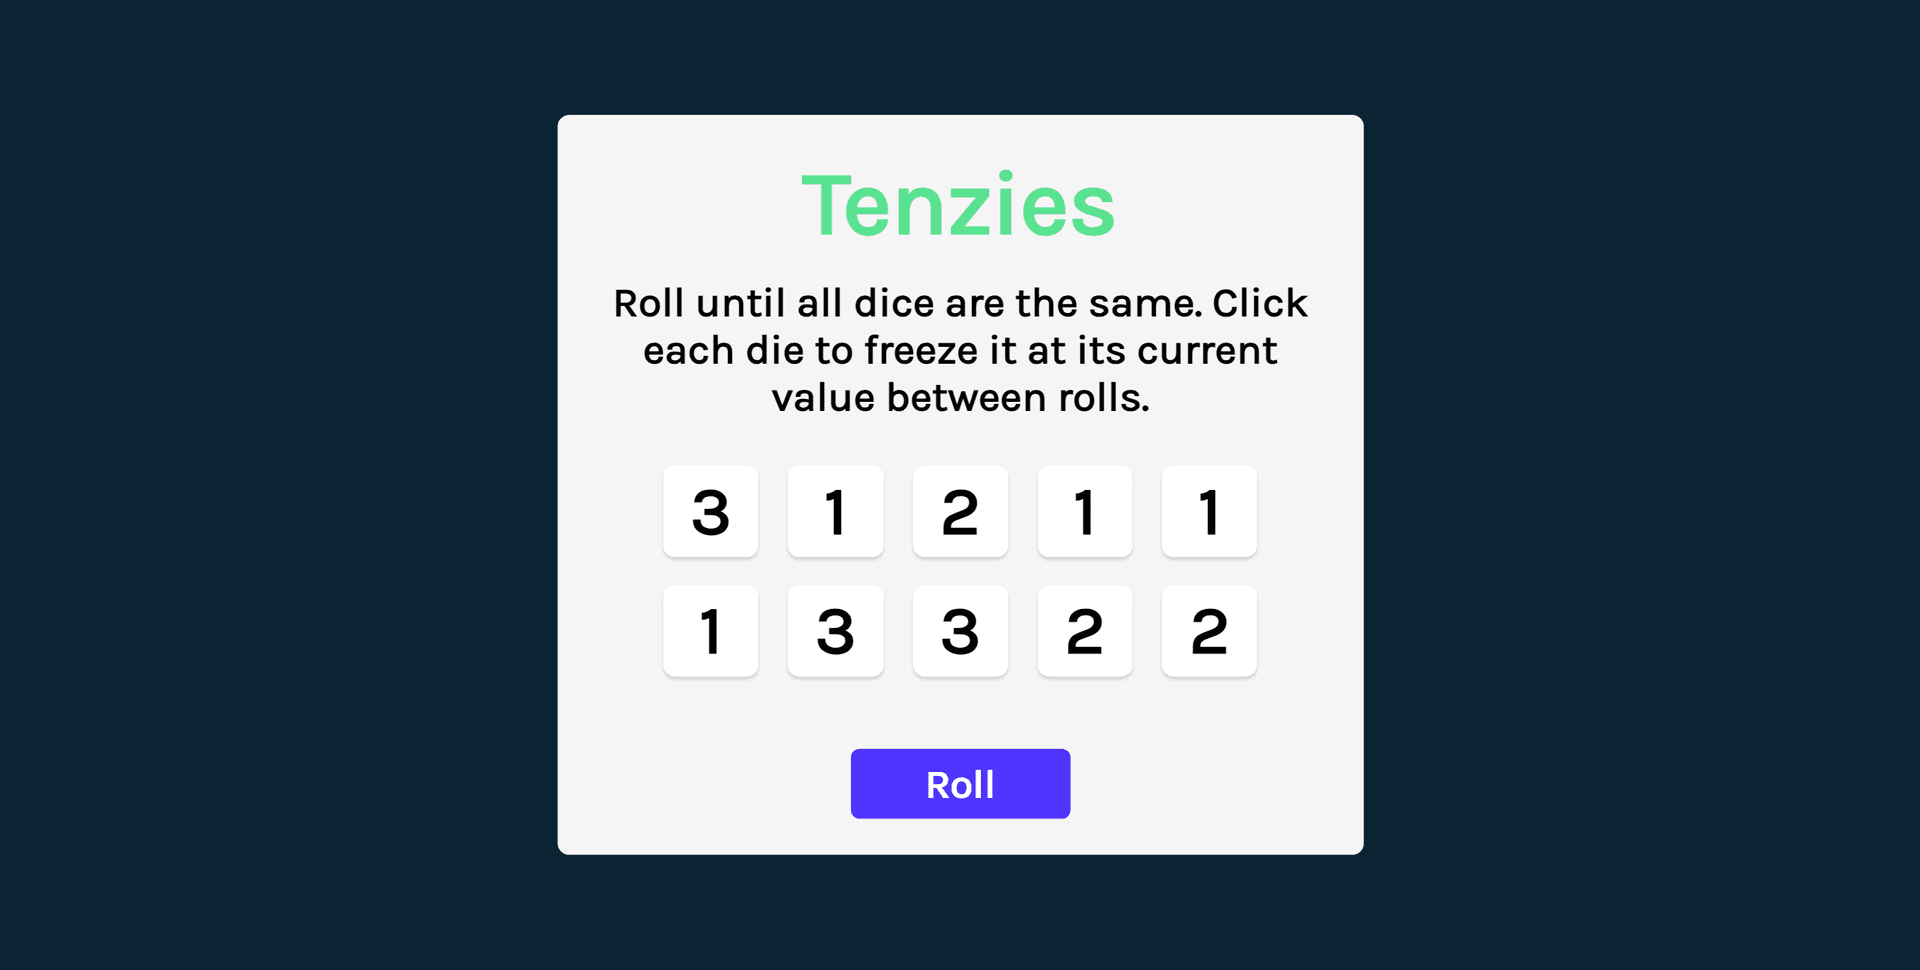 Tenzies
Roll until all dice are the same. Click
each die to freeze it at its current
value between rolls.
3 1 2 1 1
1 3 3 2 2
Roll